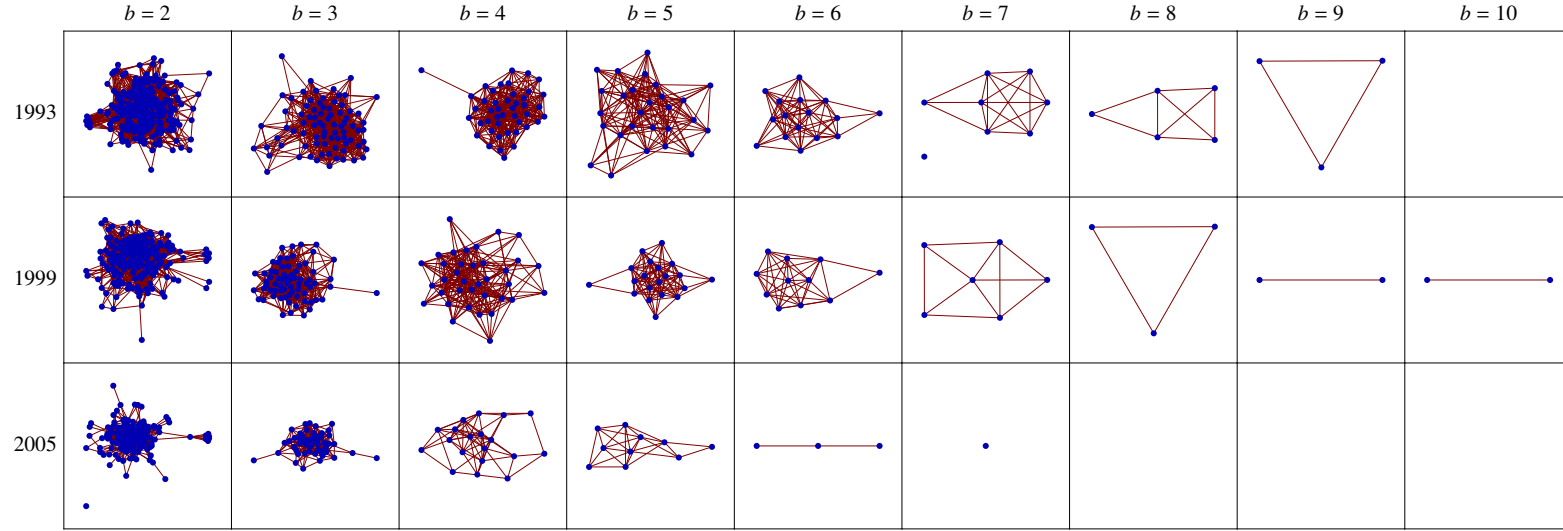 b = 2 b = 3 b = 4 b = 5 b = 6 b = 7 b = 8 b = 9 b = 10
1993
1999
2005